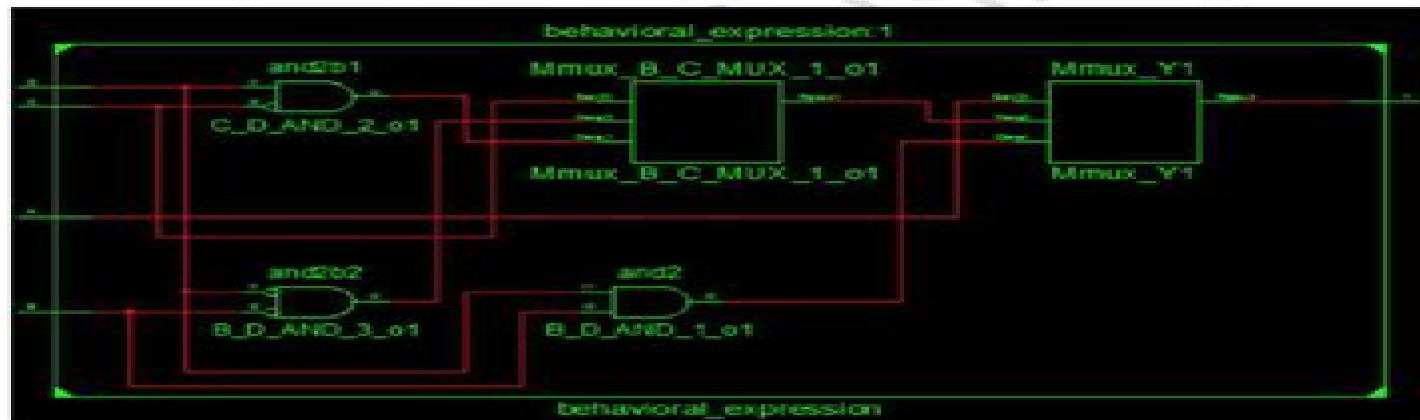 behavioral_expression:1
and2b1
Mmux_B_C_MUX_1_o1
Mmux_Y1
C_D_AND_2_o1
Mmux_B_C_MUX_1_o1
Mmux_Y1
and2b2
and2
B_D_AND_3_o1
B_D_AND_1_o1
behavioral_expression